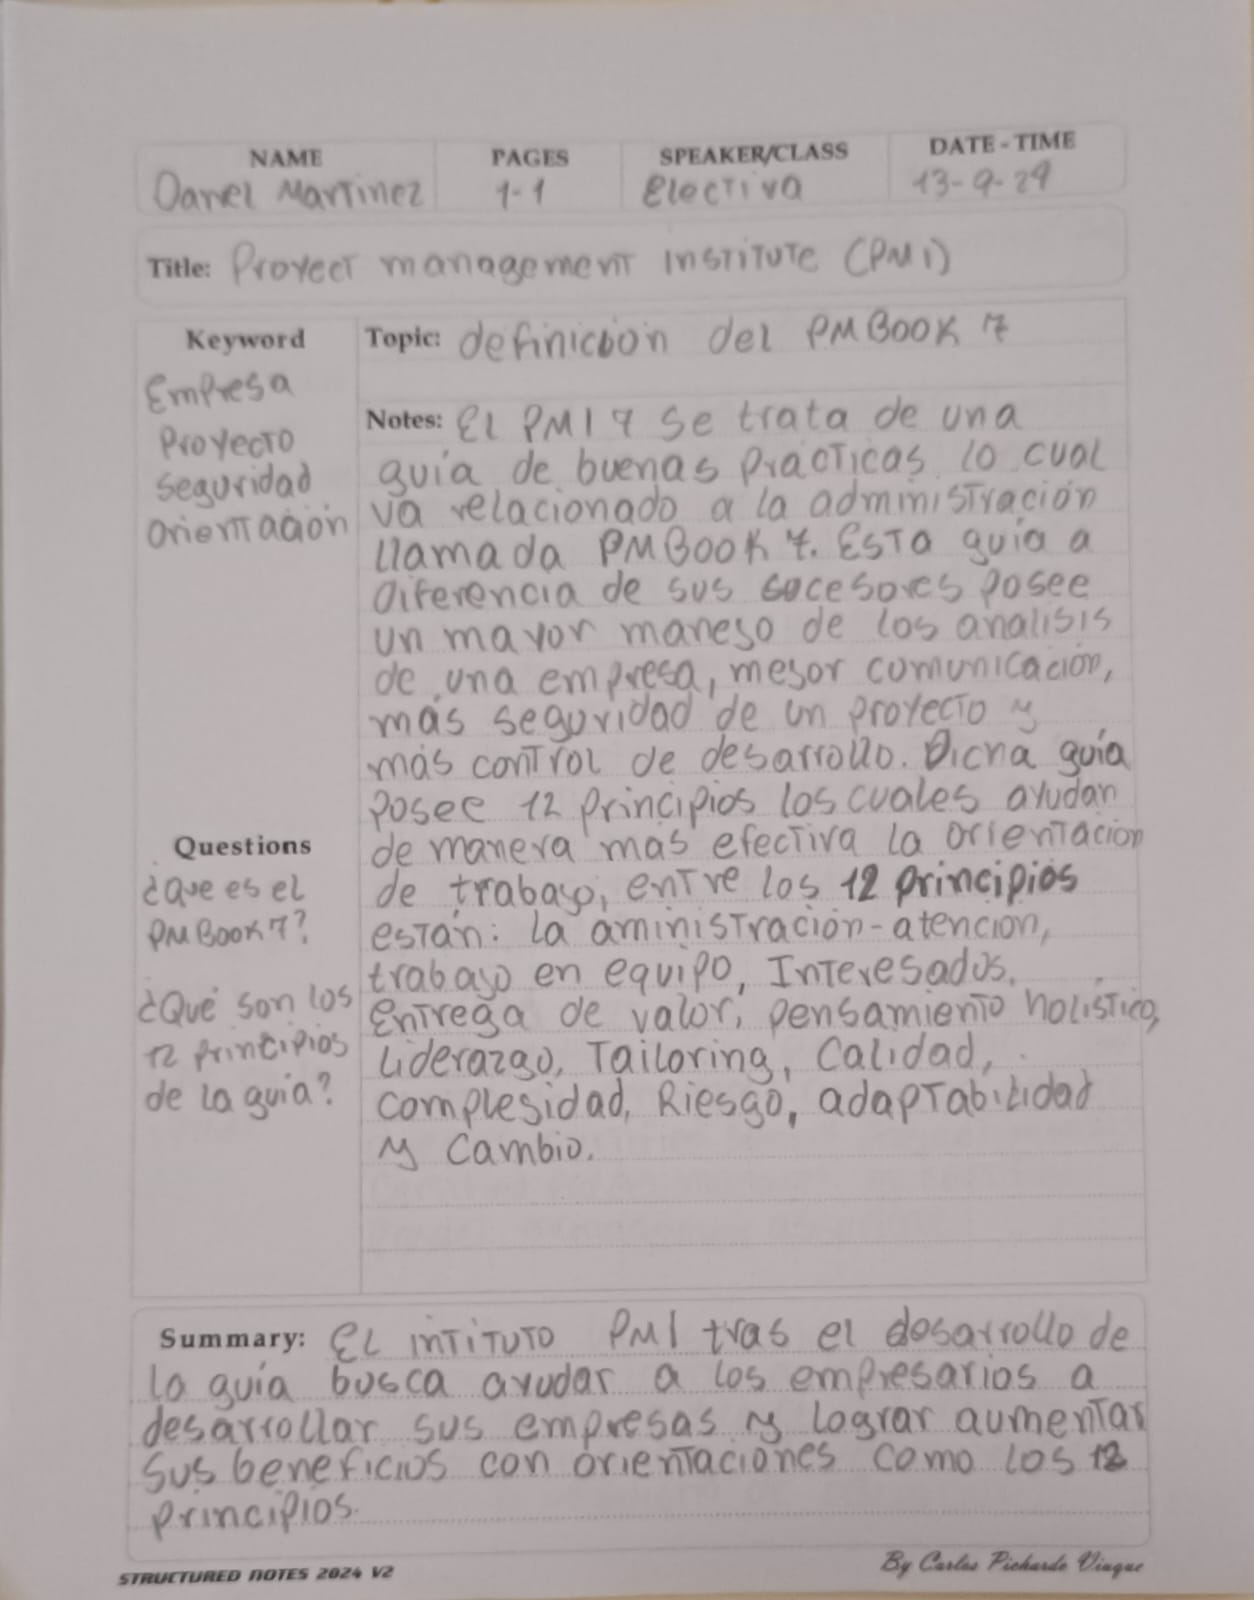 NAME PAGES SPEAKER/CLASS DATE - TIME
Daniel Martinez 1-1 Electiva 13-9-24
Title: Proyect management institute (PMI)
Keyword
Empresa
Proyecto
Seguridad
Orientación
Questions
¿Que es el
PMBook 7?
¿Qué son los
12 principios
de la guía?
Topic: definición del PMBOOK 7
Notes: El PMI 7 se trata de una
guía de buenas prácticas lo cual
va relacionado a la administración
llamada PMBOOK 7. Esta guía a
diferencia de sus sucesores posee
un mayor manejo de los analisis
de una empresa, mejor comunicación,
más seguridad de un proyecto y
más control de desarrollo. Dicha guía
posee 12 principios los cuales ayudan
de manera más efectiva la orientación
de trabajo, entre los 12 principios
están: la aministración-atención,
trabajo en equipo, Interesados,
Entrega de valor, pensamiento holístico,
Liderazgo, Tailoring, Calidad,
complejidad, Riesgo, adaptabilidad
y Cambio.
Summary: El intituto PMI tras el desarrollo de
la guía busca ayudar a los empresarios a
desarrollar sus empresas y lograr aumentar
sus beneficios con orientaciones como los 12
principios.
STRUCTURED NOTES 2024 V2 By Carlos Pichardo Viuque